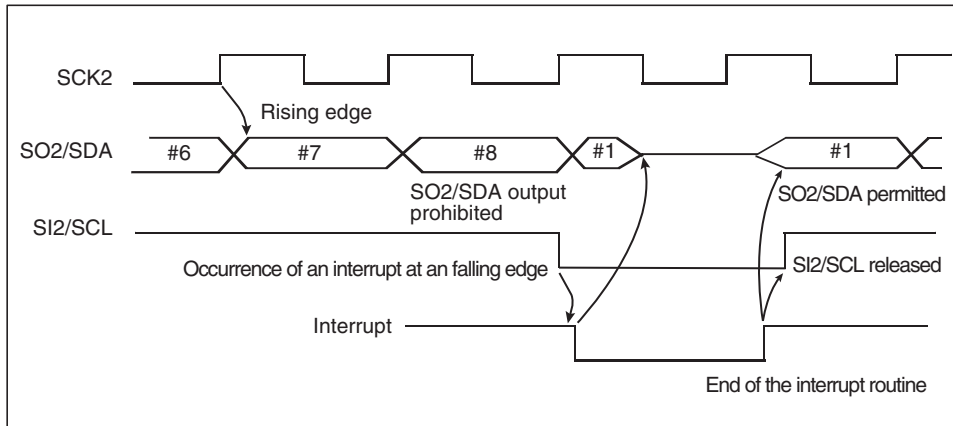 SCK2
Rising edge
SO2/SDA
#6
#7
#8
#1
#1
SO2/SDA output
prohibited
SO2/SDA permitted
SI2/SCL
Occurrence of an interrupt at an falling edge
SI2/SCL released
Interrupt
End of the interrupt routine